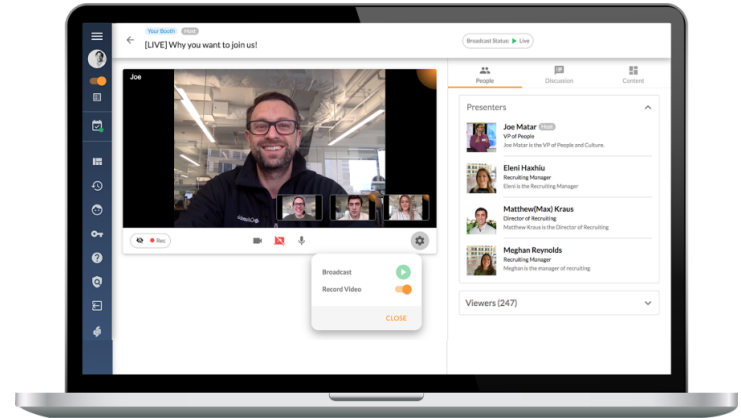 Your Booth Host
[LIVE] Why you want to join us!
Broadcast Status: Live
Joe
Rec
Broadcast
Record Video
CLOSE
People Discussion Content
Presenters
Joe Matar Host
VP of People
Joe Matar is the VP of People and Culture.
Eleni Haxhiu
Recruiting Manager
Eleni is the Recruiting Manager
Matthew(Max) Kraus
Director of Recruiting
Matthew Kraus is the Director of Recruiting
Meghan Reynolds
Recruiting Manager
Meghan is the manager of recruiting
Viewers (247)